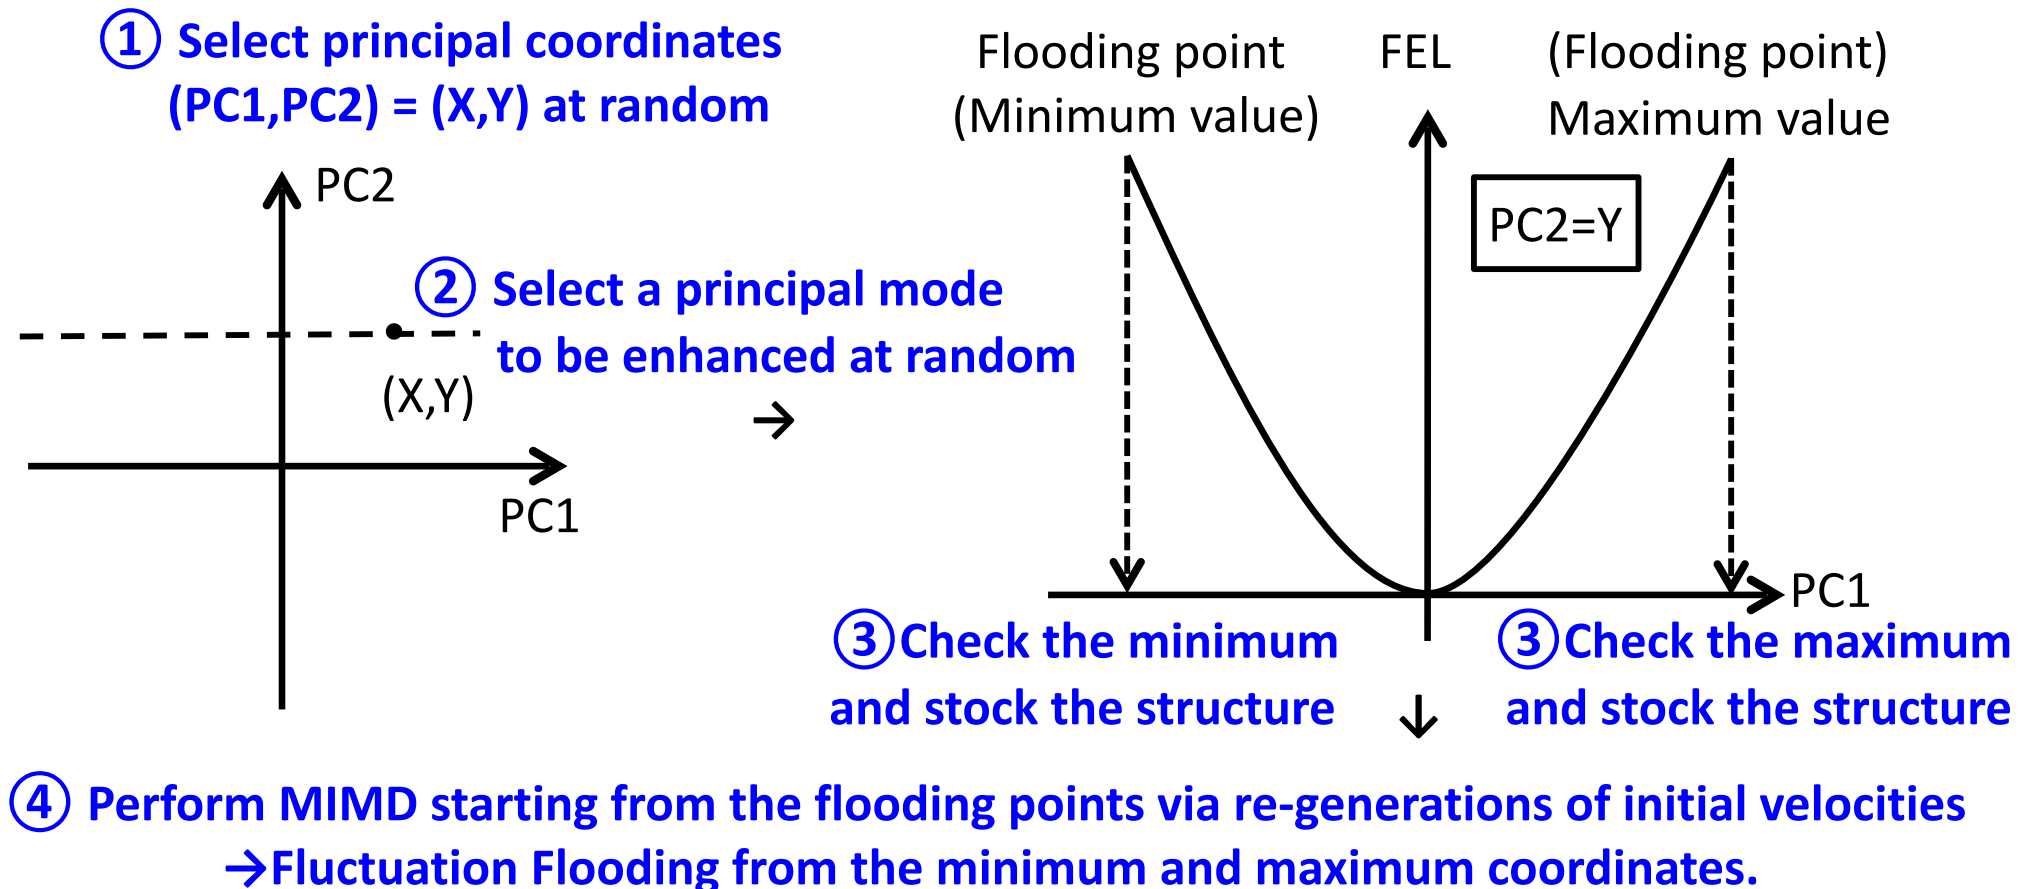 ① Select principal coordinates
(PC1,PC2) = (X,Y) at random
PC2
② Select a principal mode
to be enhanced at random
(X,Y)
→
PC1
Flooding point
(Minimum value)
FEL
(Flooding point)
Maximum value
PC2=Y
PC1
③Check the minimum
and stock the structure
↓
③Check the maximum
and stock the structure
④ Perform MIMD starting from the flooding points via re-generations of initial velocities
→Fluctuation Flooding from the minimum and maximum coordinates.